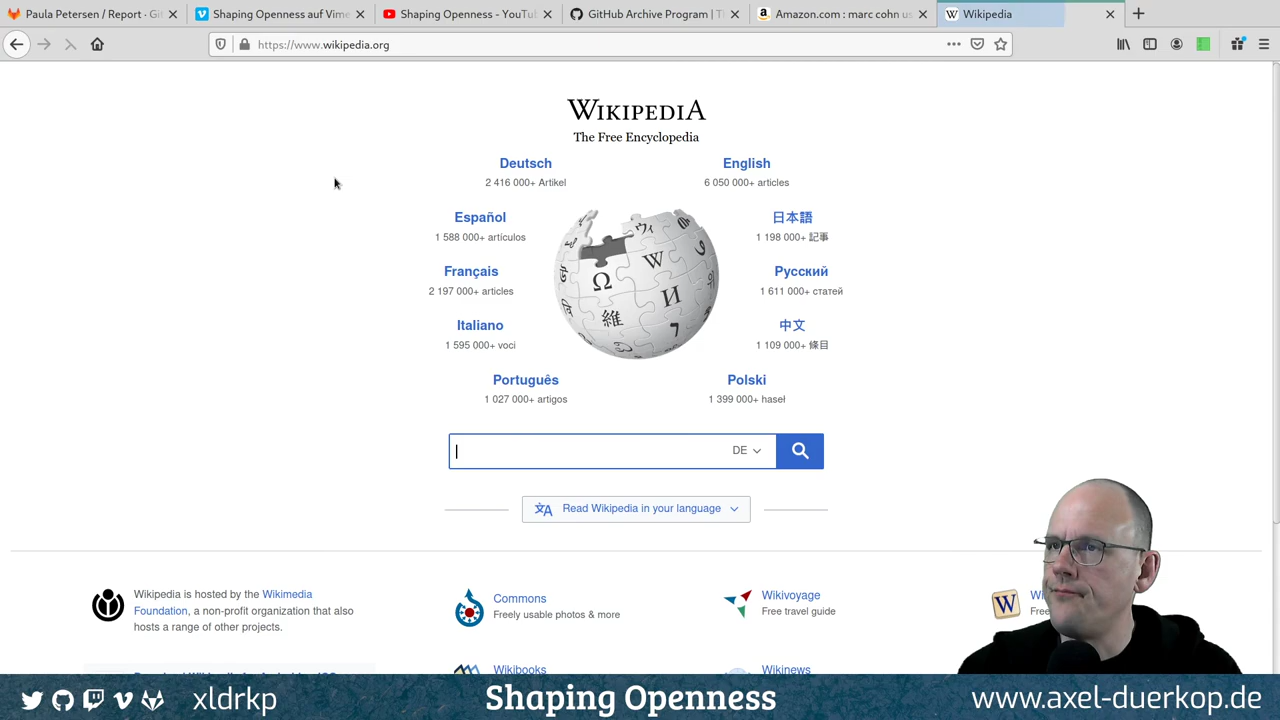 Paula Petersen / Report · Git
Shaping Openness auf Vime
Shaping Openness - YouTu
GitHub Archive Program | Th
Amazon.com : marc cohn us
Wikipedia
https://www.wikipedia.org
WIKIPEDIA
The Free Encyclopedia
Deutsch
2 416 000+ Artikel
English
6 050 000+ articles
Español
1 588 000+ artículos
日本語
1 198 000+ 記事
Français
2 197 000+ articles
Русский
1 611 000+ статей
Italiano
1 595 000+ voci
中文
1 109 000+ 條目
Português
1 027 000+ artigos
Polski
1 399 000+ haseł
DE
Read Wikipedia in your language
Wikipedia is hosted by the Wikimedia
Foundation, a non-profit organization that also
hosts a range of other projects.
Commons
Freely usable photos & more
Wikivoyage
Free travel guide
Wikibooks
Wikinews
xldrkp
Shaping Openness
www.axel-duerkop.de